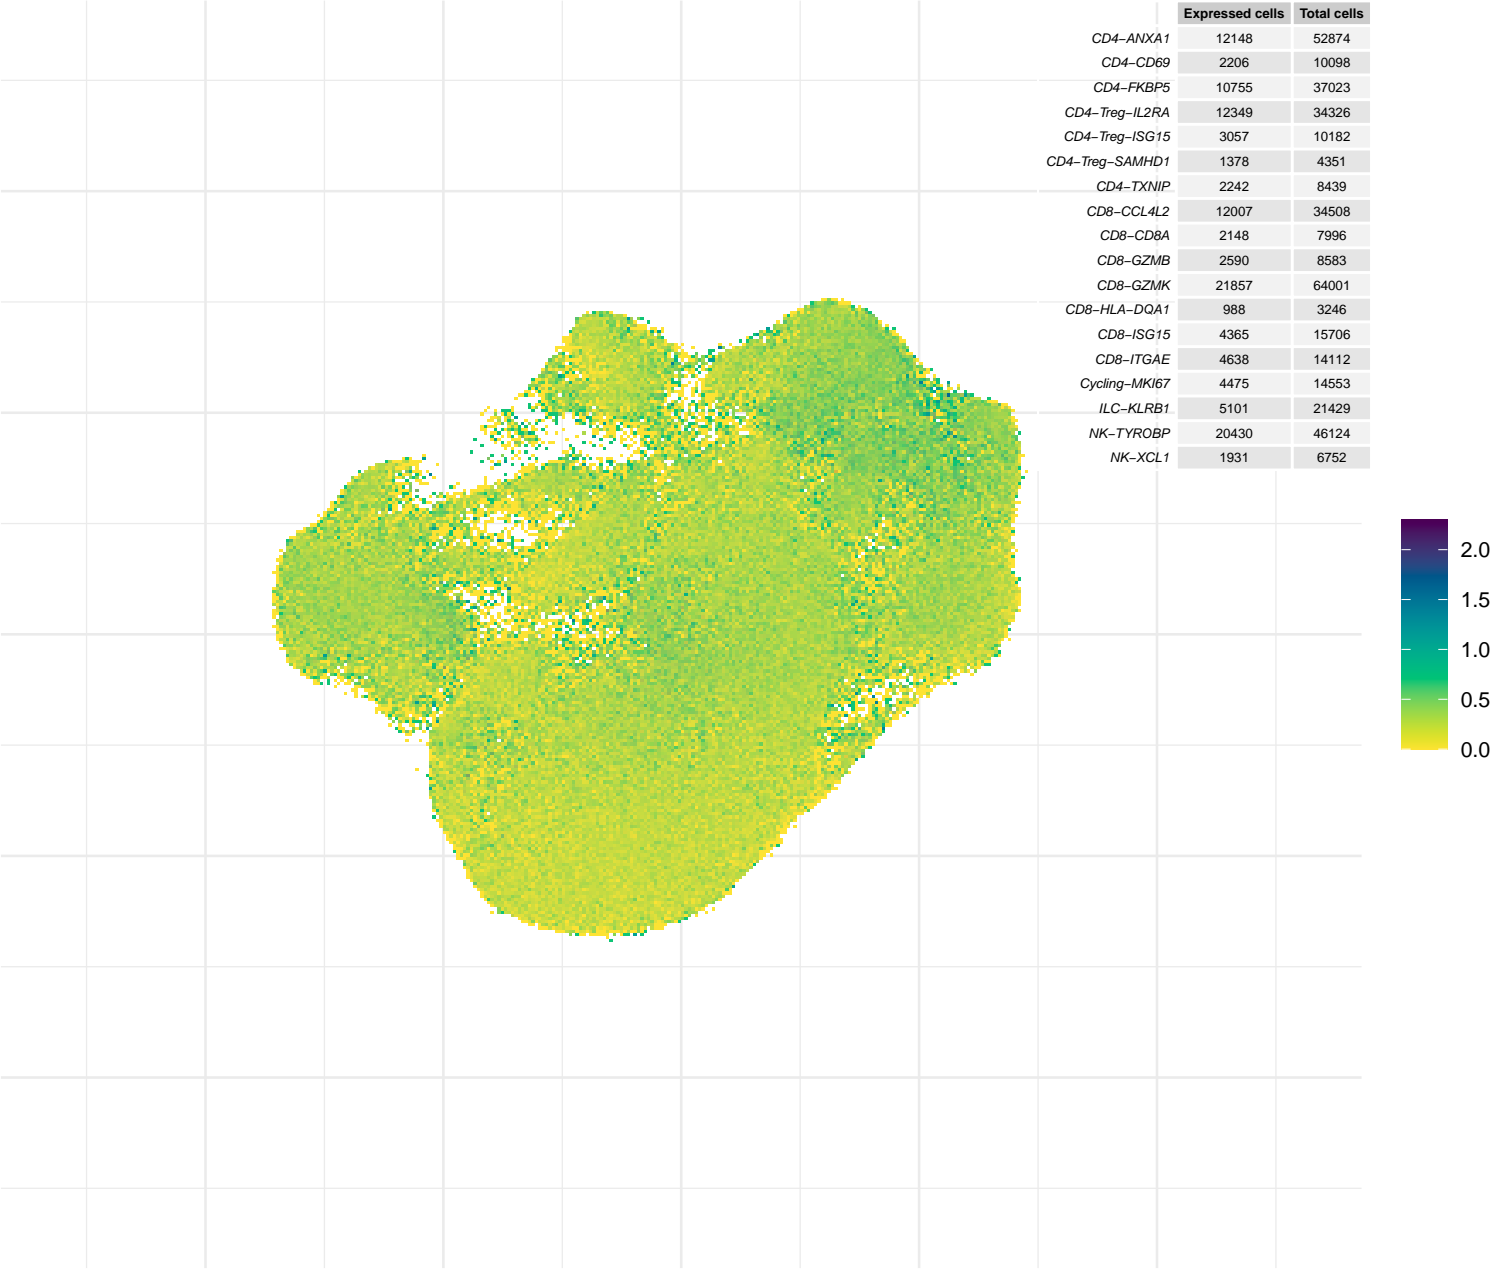 Expressed cells Total cells
CD4−ANXA1 12148 52874
CD4−CD69 2206 10098
CD4−FKBP5 10755 37023
CD4−Treg−IL2RA 12349 34326
CD4−Treg−ISG15 3057 10182
CD4−Treg−SAMHD1 1378 4351
CD4−TXNIP 2242 8439
CD8−CCL4L2 12007 34508
CD8−CD8A 2148 7996
CD8−GZMB 2590 8583
CD8−GZMK 21857 64001
CD8−HLA−DQA1 988 3246
CD8−ISG15 4365 15706
CD8−ITGAE 4638 14112
Cycling−MKI67 4475 14553
ILC−KLRB1 5101 21429
NK−TYROBP 20430 46124
NK−XCL1 1931 6752
2.0
1.5
1.0
0.5
0.0